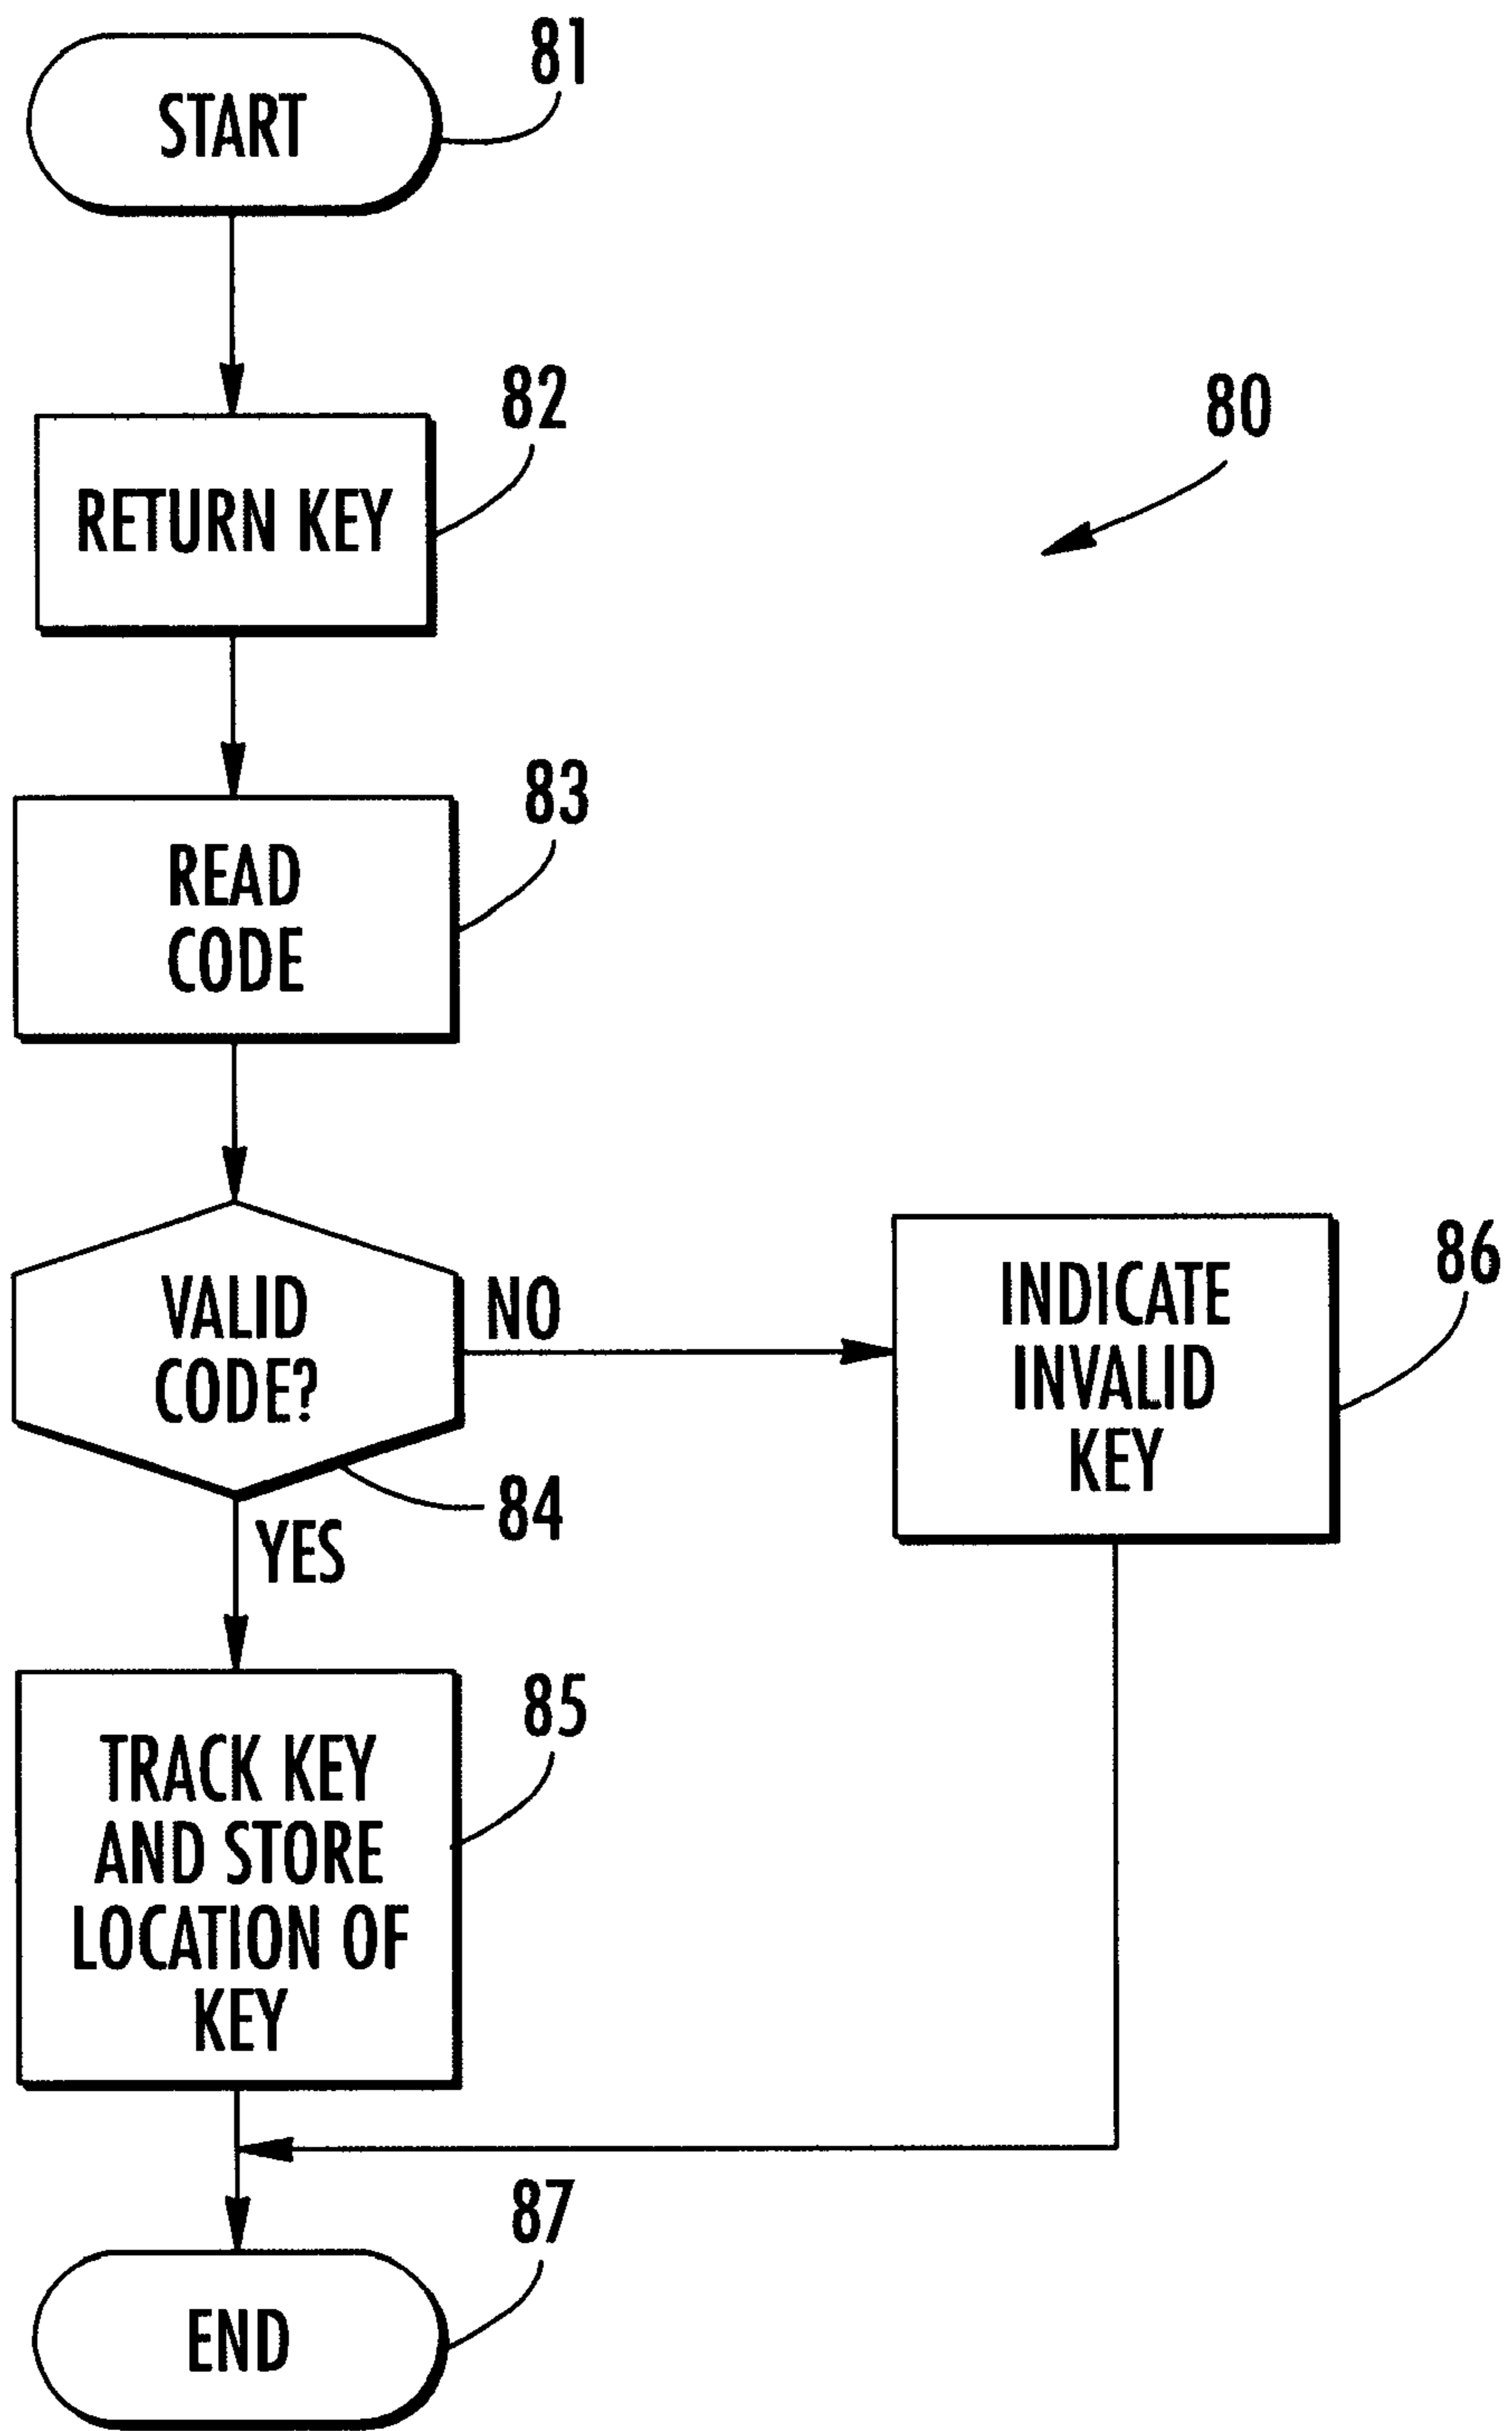 81
START
82
RETURN KEY
80
83
READ
CODE
VALID
CODE?
NO
INDICATE
INVALID
KEY
86
84
YES
85
TRACK KEY
AND STORE
LOCATION OF
KEY
87
END